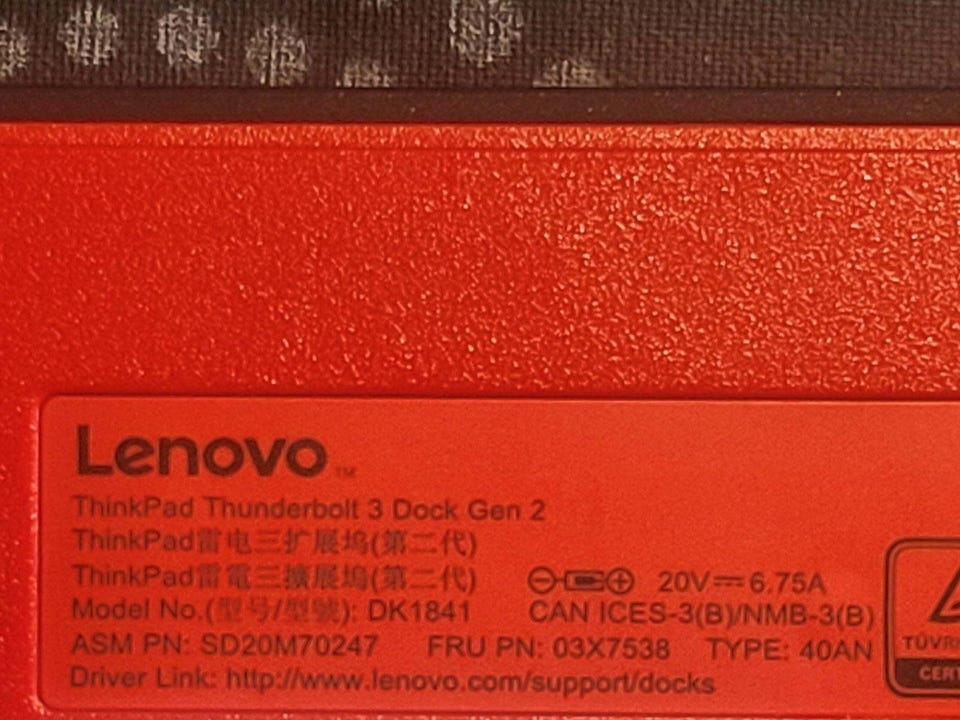 Lenovo™
ThinkPad Thunderbolt 3 Dock Gen 2
ThinkPad雷电三扩展坞(第二代)
ThinkPad雷電三擴展塢(第二代) 20V⎓6.75A
Model No.(型号/型號): DK1841 CAN ICES-3(B)/NMB-3(B)
ASM PN: SD20M70247 FRU PN: 03X7538 TYPE: 40AN
Driver Link: http://www.lenovo.com/support/docks
TÜVR
CERT